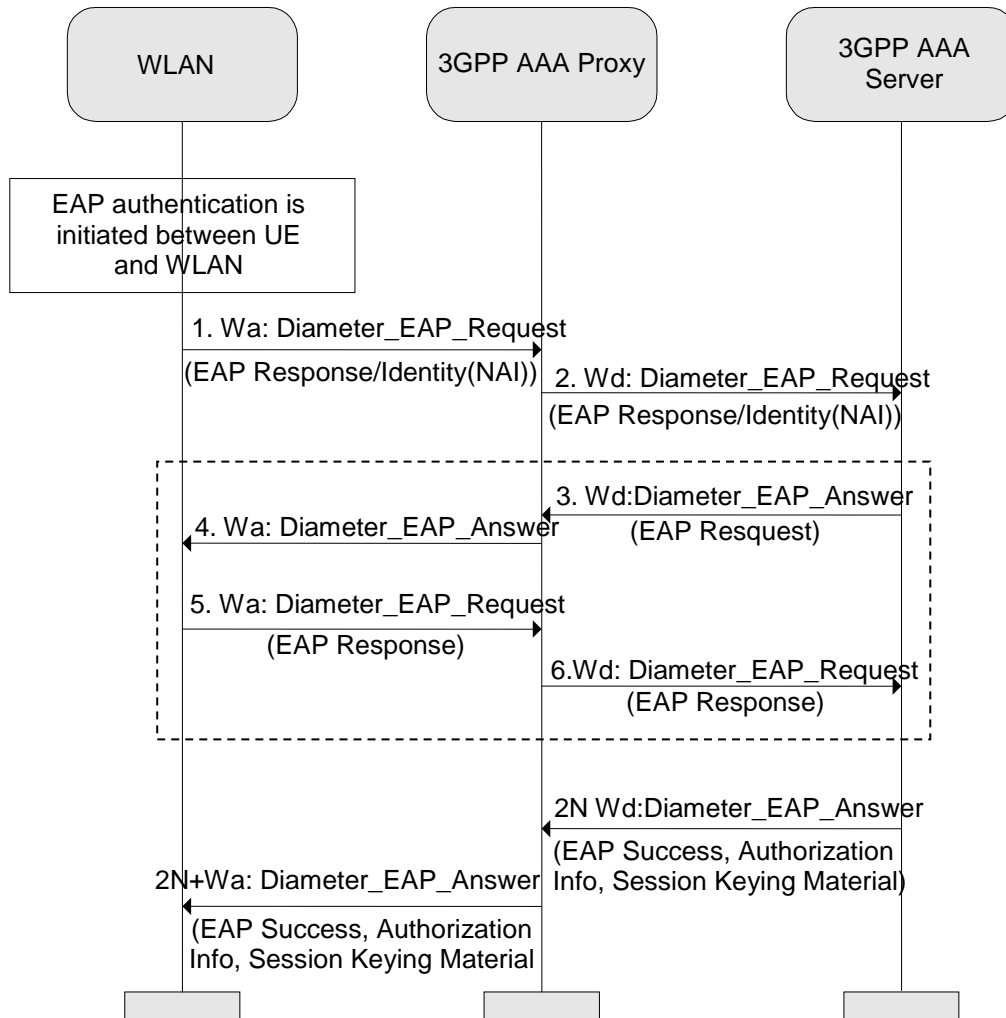 WLAN
3GPP AAA Proxy
3GPP AAA
Server
EAP authentication is
initiated between UE
and WLAN
1. Wa: Diameter_EAP_Request
(EAP Response/Identity(NAI))
2. Wd: Diameter_EAP_Request
(EAP Response/Identity(NAI))
3. Wd:Diameter_EAP_Answer
(EAP Resquest)
4. Wa: Diameter_EAP_Answer
5. Wa: Diameter_EAP_Request
(EAP Response)
6.Wd: Diameter_EAP_Request
(EAP Response)
2N Wd:Diameter_EAP_Answer
(EAP Success, Authorization
Info, Session Keying Material)
2N+Wa: Diameter_EAP_Answer
(EAP Success, Authorization
Info, Session Keying Material